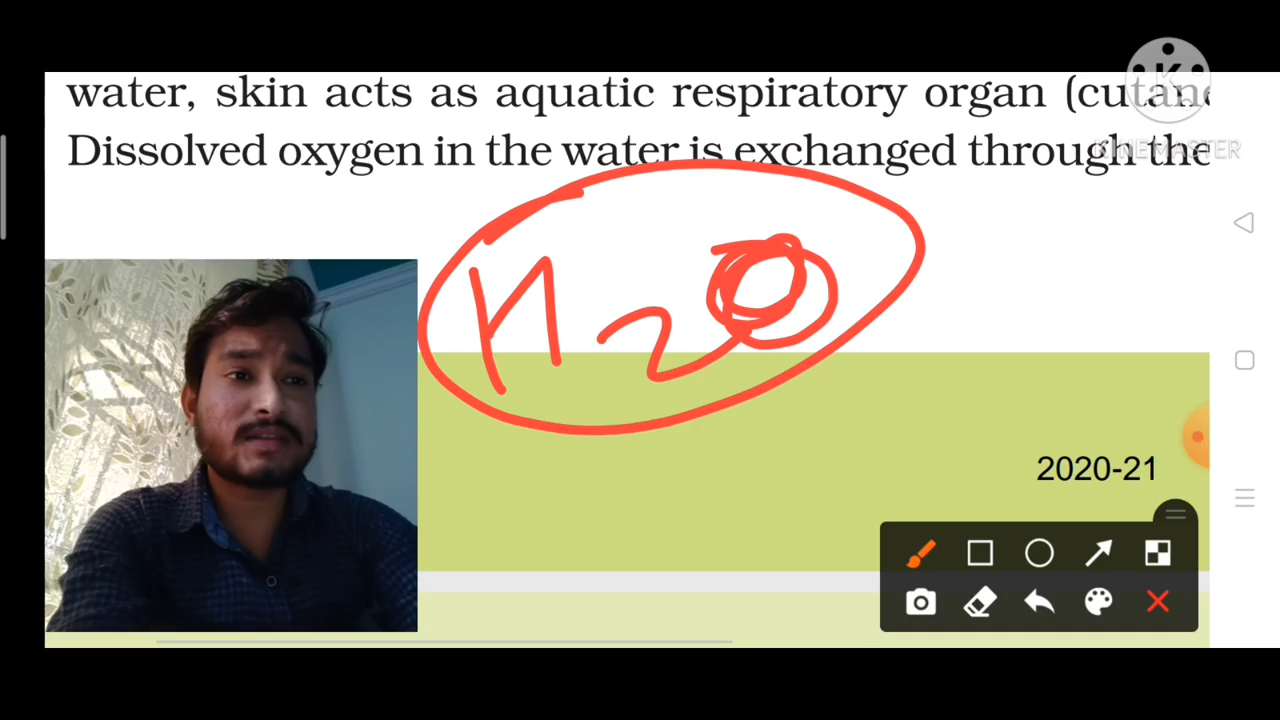 water, skin acts as aquatic respiratory organ (cutane
Dissolved oxygen in the water is exchanged through the
H2O
2020-21
K
KINEMASTER